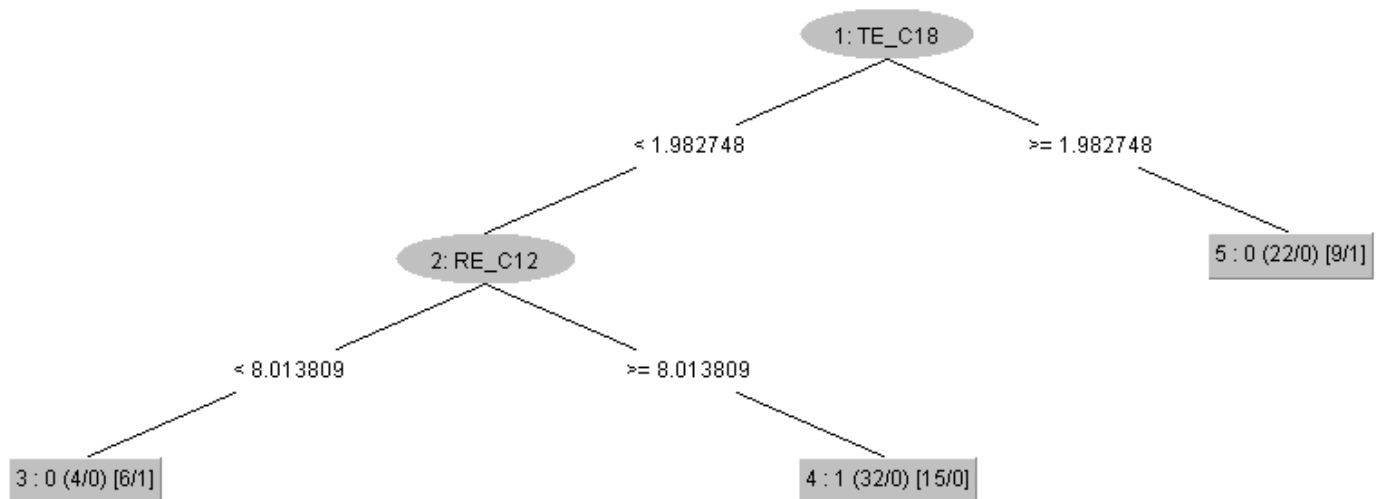 1: TE_C18
< 1.982748
>= 1.982748
2: RE_C12
5 : 0 (22/0) [9/1]
< 8.013809
>= 8.013809
3 : 0 (4/0) [6/1]
4 : 1 (32/0) [15/0]